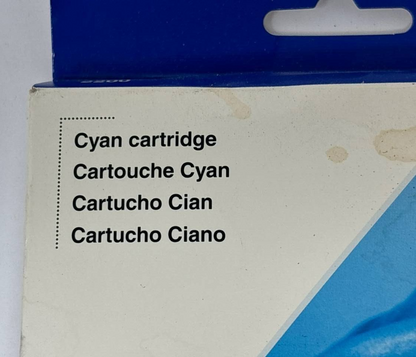 Cyan cartridge
Cartouche Cyan
Cartucho Cian
Cartucho Ciano